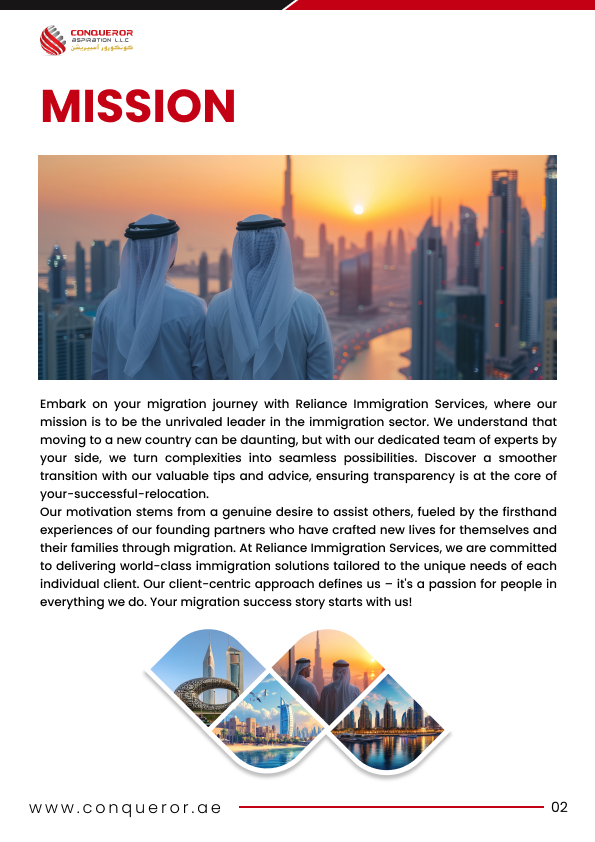 CONQUEROR
ASPIRATION L.L.C
كونكورور اسبيريشن
MISSION
Embark on your migration journey with Reliance Immigration Services, where our
mission is to be the unrivaled leader in the immigration sector. We understand that
moving to a new country can be daunting, but with our dedicated team of experts by
your side, we turn complexities into seamless possibilities. Discover a smoother
transition with our valuable tips and advice, ensuring transparency is at the core of
your-successful-relocation.
Our motivation stems from a genuine desire to assist others, fueled by the firsthand
experiences of our founding partners who have crafted new lives for themselves and
their families through migration. At Reliance Immigration Services, we are committed
to delivering world-class immigration solutions tailored to the unique needs of each
individual client. Our client-centric approach defines us – it's a passion for people in
everything we do. Your migration success story starts with us!
www.conqueror.ae
02